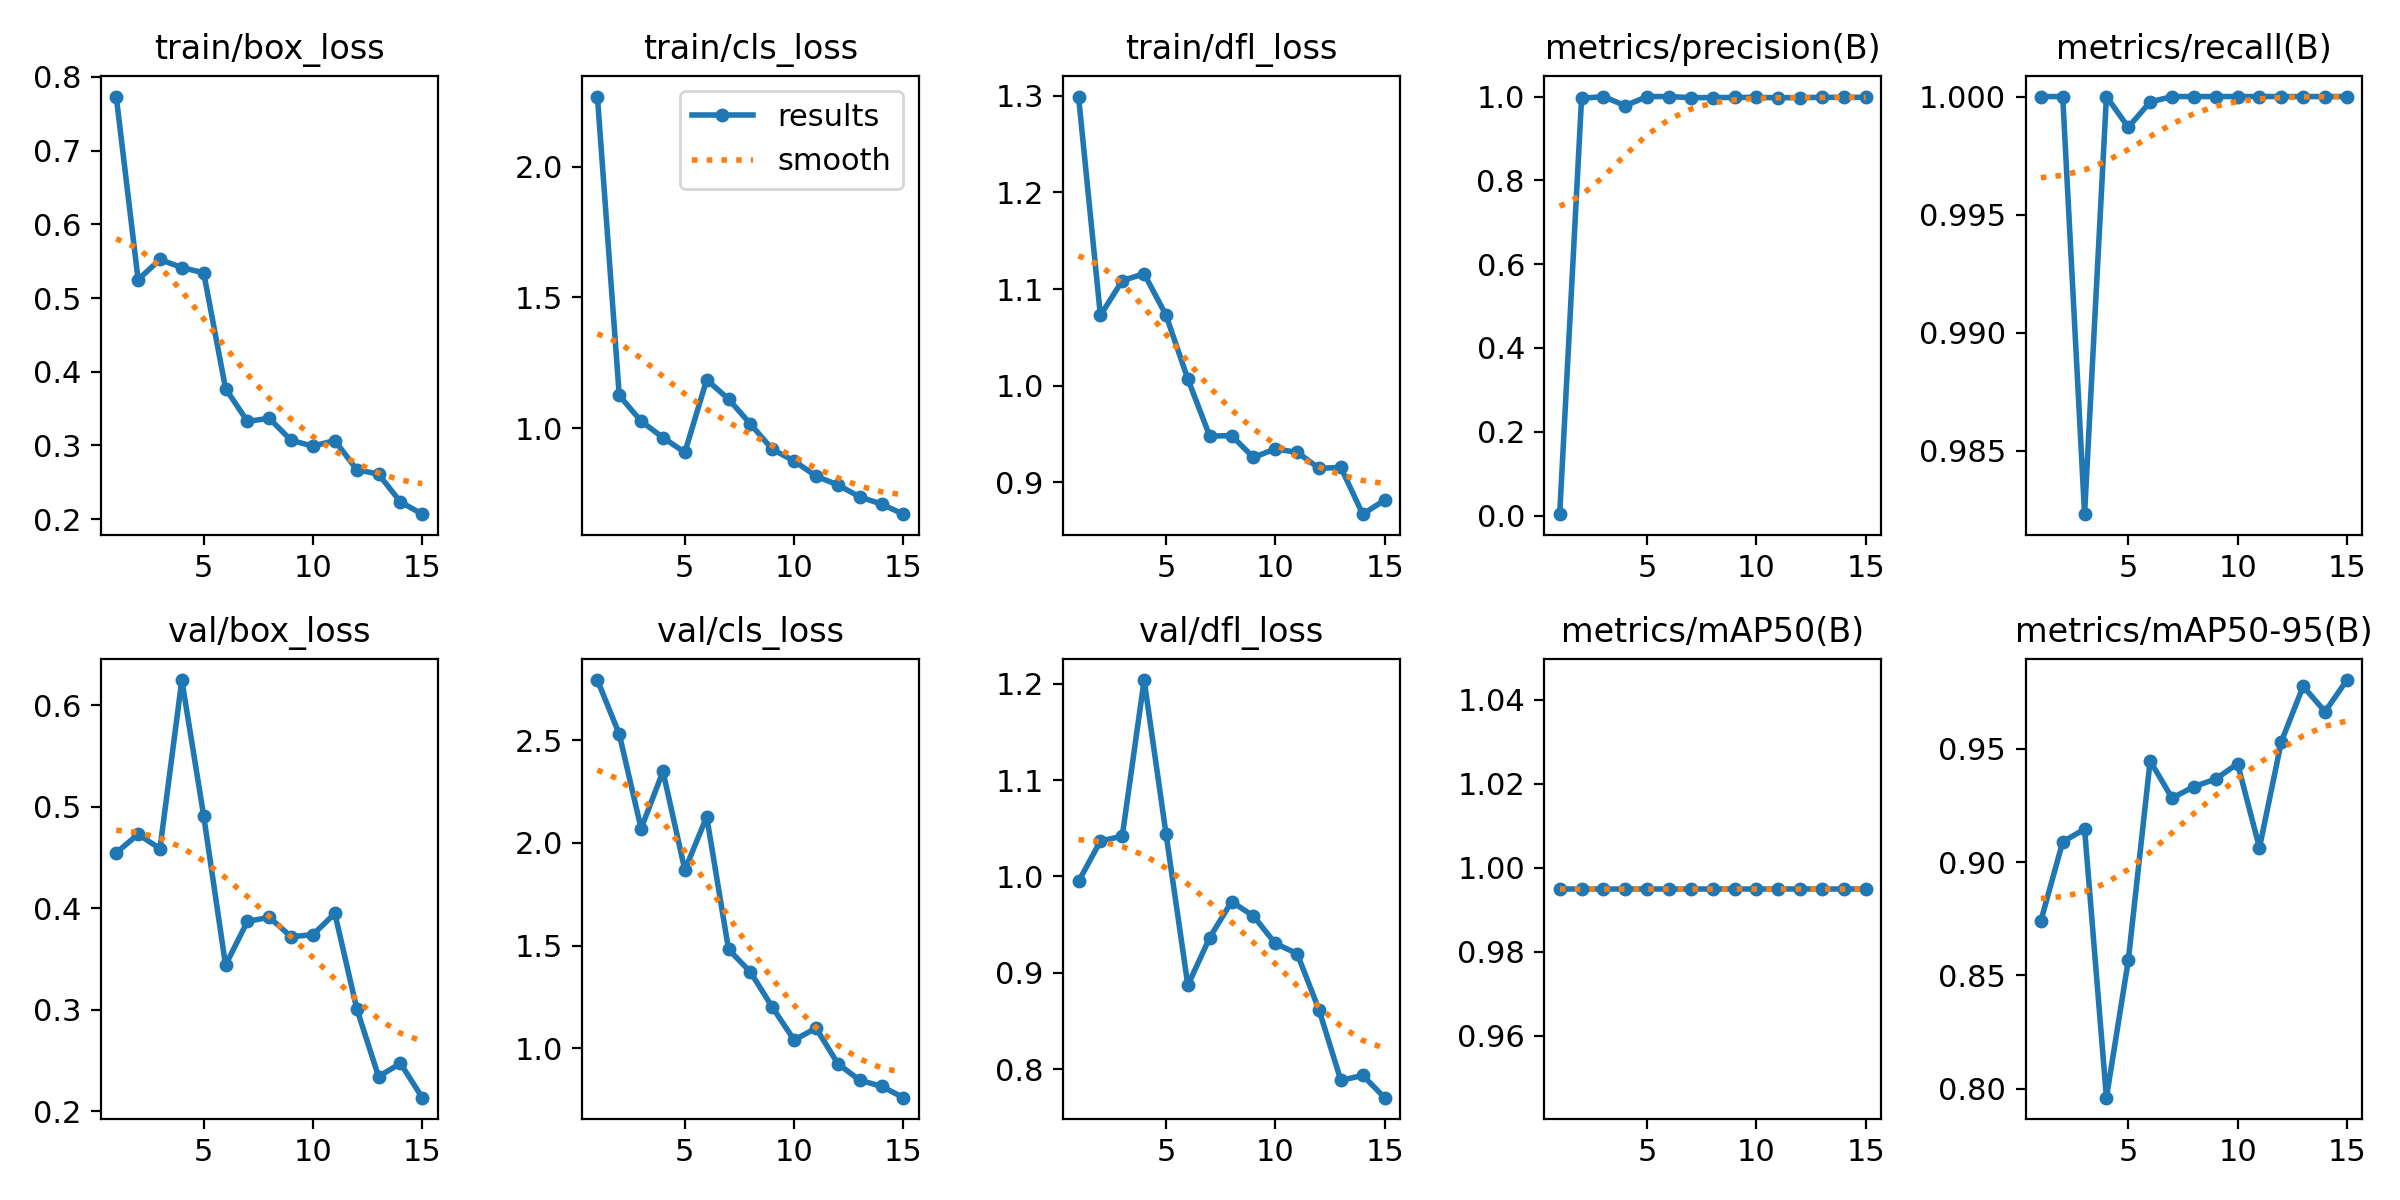 train/box_loss
0.8
0.7
0.6
0.5
0.4
0.3
0.2
5 10 15
train/cls_loss
results
smooth
2.0
1.5
1.0
5 10 15
train/dfl_loss
1.3
1.2
1.1
1.0
0.9
5 10 15
metrics/precision(B)
1.0
0.8
0.6
0.4
0.2
0.0
5 10 15
metrics/recall(B)
1.000
0.995
0.990
0.985
5 10 15
val/box_loss
0.6
0.5
0.4
0.3
0.2
5 10 15
val/cls_loss
2.5
2.0
1.5
1.0
5 10 15
val/dfl_loss
1.2
1.1
1.0
0.9
0.8
5 10 15
metrics/mAP50(B)
1.04
1.02
1.00
0.98
0.96
5 10 15
metrics/mAP50-95(B)
0.95
0.90
0.85
0.80
5 10 15